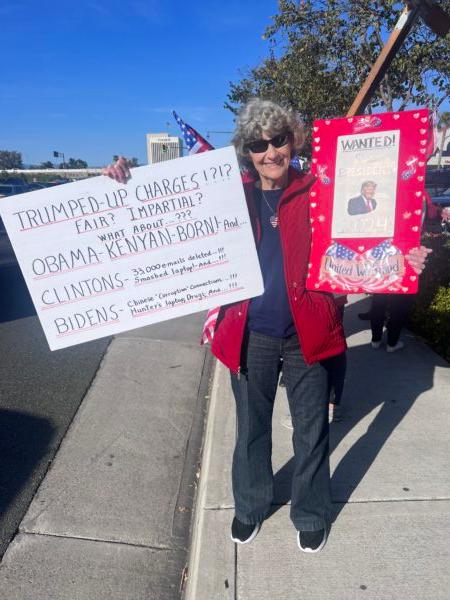 TRUMPED-UP CHARGES!?!?
FAIR? IMPARTIAL?
WHAT ABOUT...???
OBAMA-KENYAN-BORN!-And...
CLINTONS-33,000 emails deleted...!!!
Smashed laptop!-And...!!!
BIDENS-Chinese "Corruption" Connections...!!!
Hunter's laptop, Drugs, And...!!!
WANTED!
PRESIDENT
2024
United We Stand